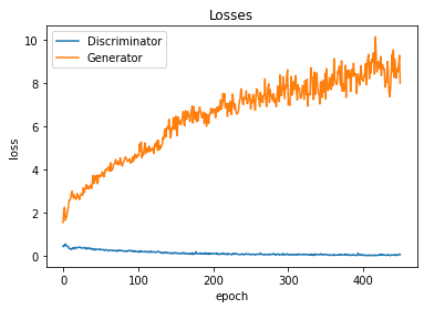 Losses
Discriminator
Generator
loss
10
8
6
4
2
0
0 100 200 300 400
epoch